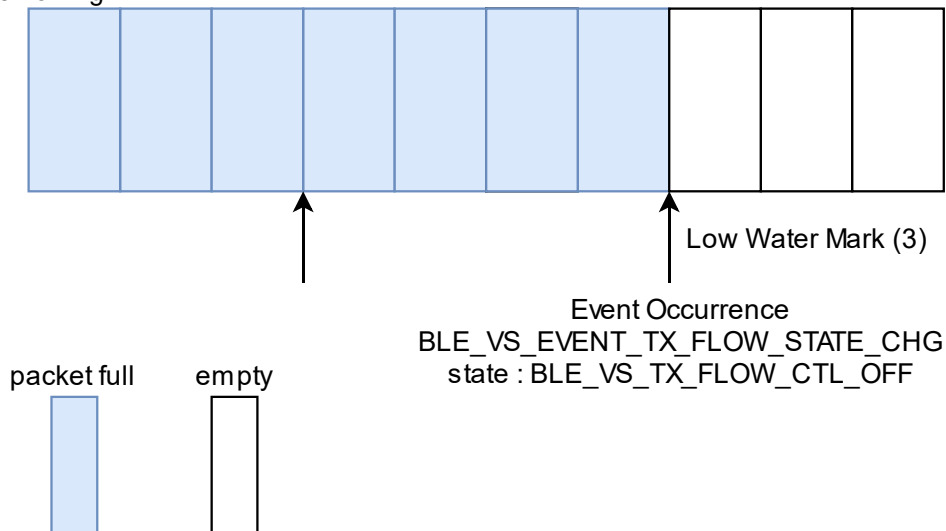 Low Water Mark (3)
Event Occurrence
BLE_VS_EVENT_TX_FLOW_STATE_CHG
state : BLE_VS_TX_FLOW_CTL_OFF
packet full
empty